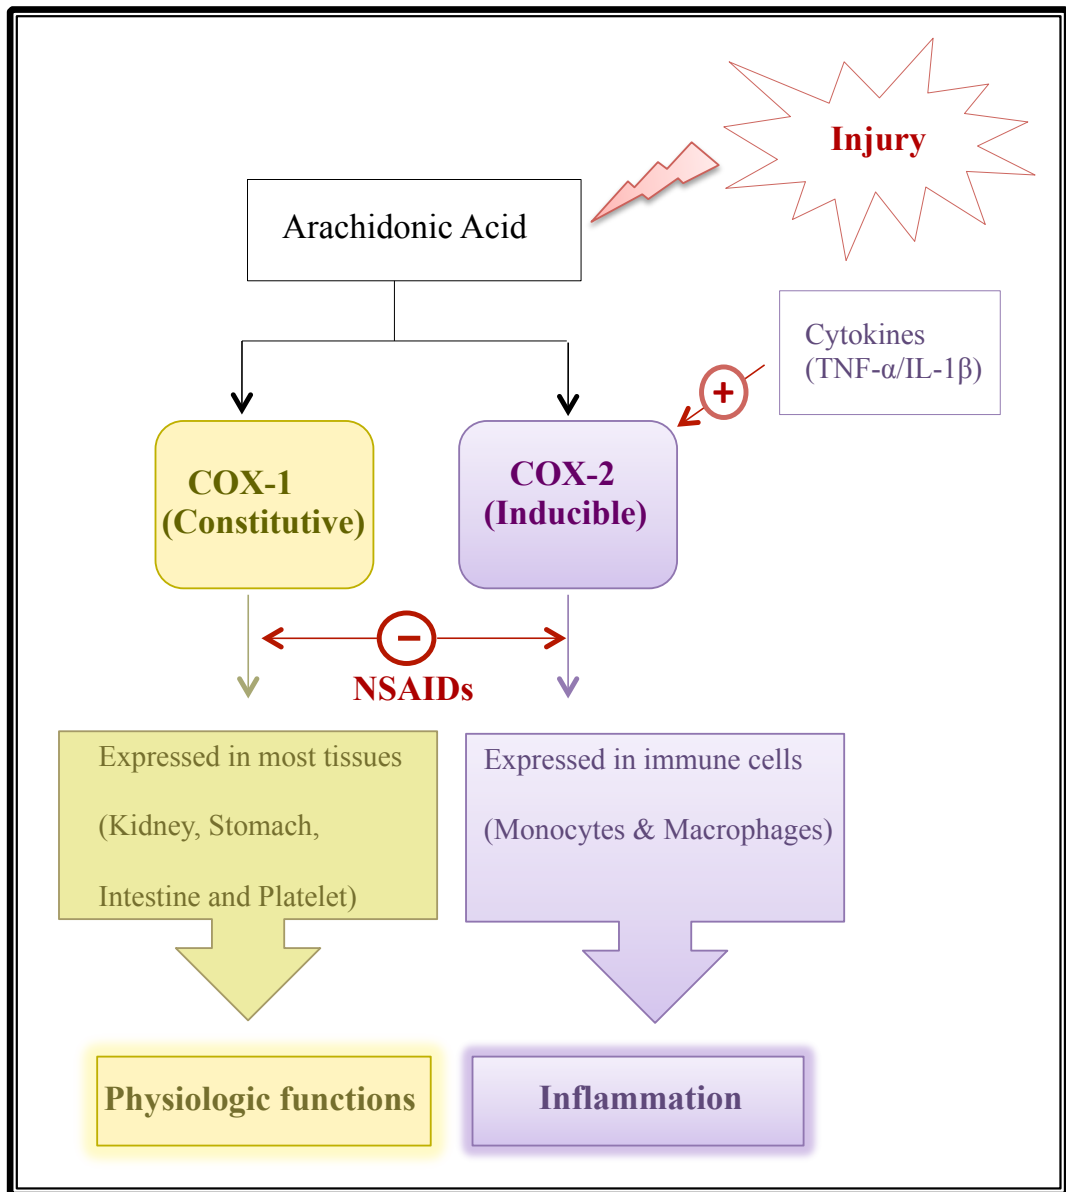 Injury
Arachidonic Acid
Cytokines
(TNF-α/IL-1β)
+
COX-1
(Constitutive)
COX-2
(Inducible)
−
NSAIDs
Expressed in most tissues
(Kidney, Stomach,
Intestine and Platelet)
Expressed in immune cells
(Monocytes & Macrophages)
Physiologic functions
Inflammation